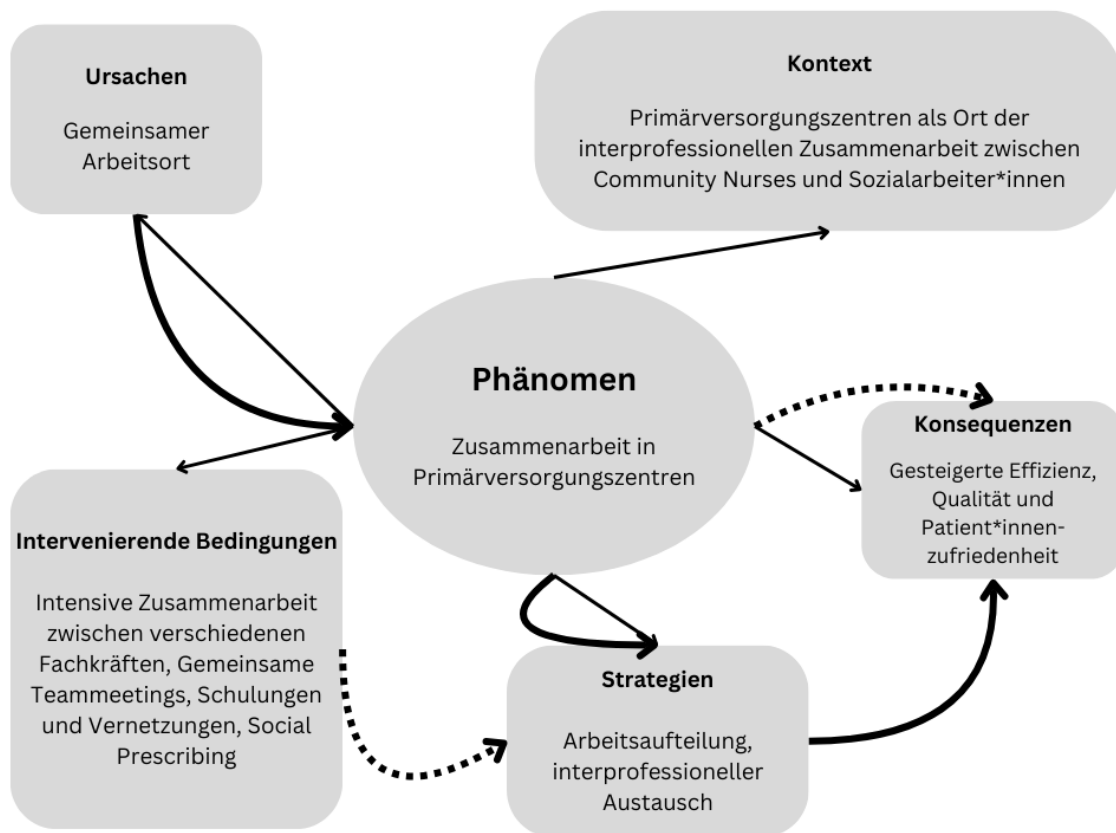 Ursachen
Gemeinsamer
Arbeitsort
Kontext
Primärversorgungszentren als Ort der
interprofessionellen Zusammenarbeit zwischen
Community Nurses und Sozialarbeiter*innen
Phänomen
Zusammenarbeit in
Primärversorgungszentren
Konsequenzen
Gesteigerte Effizienz,
Qualität und
Patient*innen-
zufriedenheit
Intervenierende Bedingungen
Intensive Zusammenarbeit
zwischen verschiedenen
Fachkräften, Gemeinsame
Teammeetings, Schulungen
und Vernetzungen, Social
Prescribing
Strategien
Arbeitsaufteilung,
interprofessioneller
Austausch